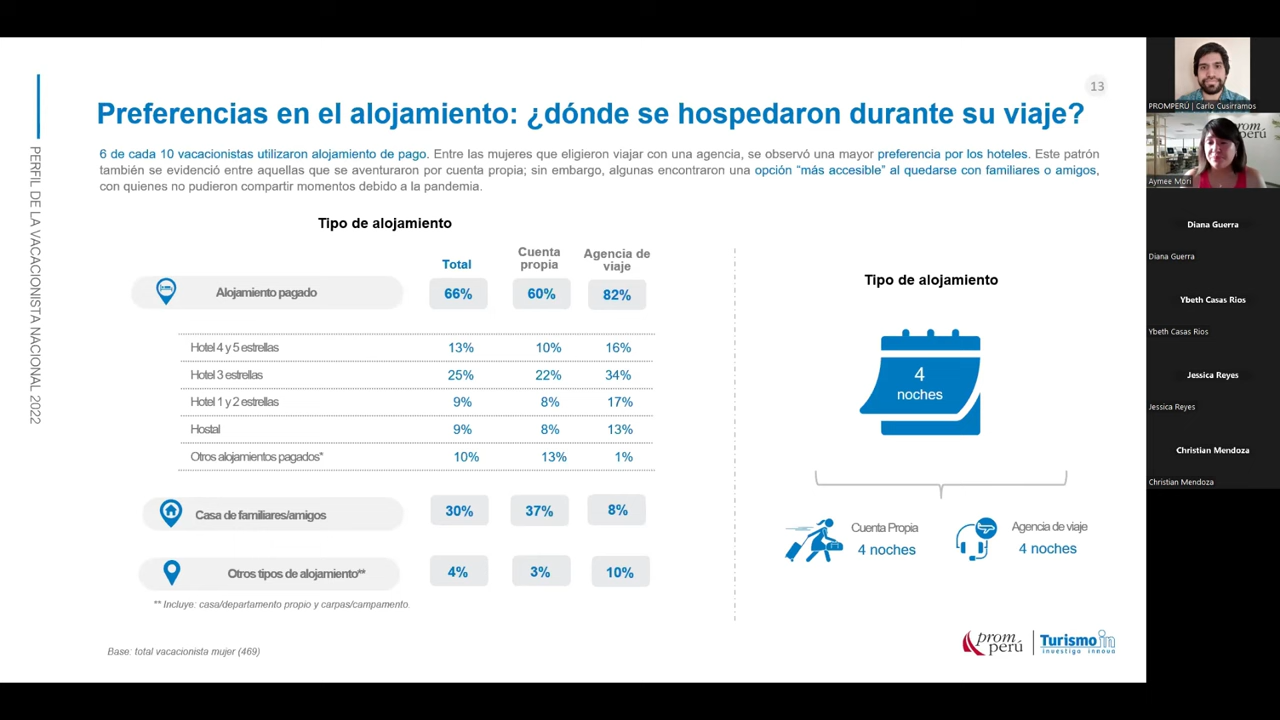 13
Preferencias en el alojamiento: ¿dónde se hospedaron durante su viaje?
PERFIL DE LA VACACIONISTA NACIONAL 2022
6 de cada 10 vacacionistas utilizaron alojamiento de pago. Entre las mujeres que eligieron viajar con una agencia, se observó una mayor preferencia por los hoteles. Este patrón
también se evidenció entre aquellas que se aventuraron por cuenta propia; sin embargo, algunas encontraron una opción "más accesible" al quedarse con familiares o amigos,
con quienes no pudieron compartir momentos debido a la pandemia.
Tipo de alojamiento
Total
Cuenta
propia
Agencia de
viaje
Alojamiento pagado 66% 60% 82%
Hotel 4 y 5 estrellas 13% 10% 16%
Hotel 3 estrellas 25% 22% 34%
Hotel 1 y 2 estrellas 9% 8% 17%
Hostal 9% 8% 13%
Otros alojamientos pagados* 10% 13% 1%
Casa de familiares/amigos 30% 37% 8%
Otros tipos de alojamiento** 4% 3% 10%
** Incluye: casa/departamento propio y carpas/campamento.
Base: total vacacionista mujer (469)
Tipo de alojamiento
4
noches
Cuenta Propia
4 noches
Agencia de viaje
4 noches
prom
perú
Turismo in
investiga innova
PROMPERÚ | Carlo Cusirramos
prom
perú
Aymee Mori
Diana Guerra
Diana Guerra
Ybeth Casas Rios
Ybeth Casas Rios
Jessica Reyes
Jessica Reyes
Christian Mendoza
Christian Mendoza